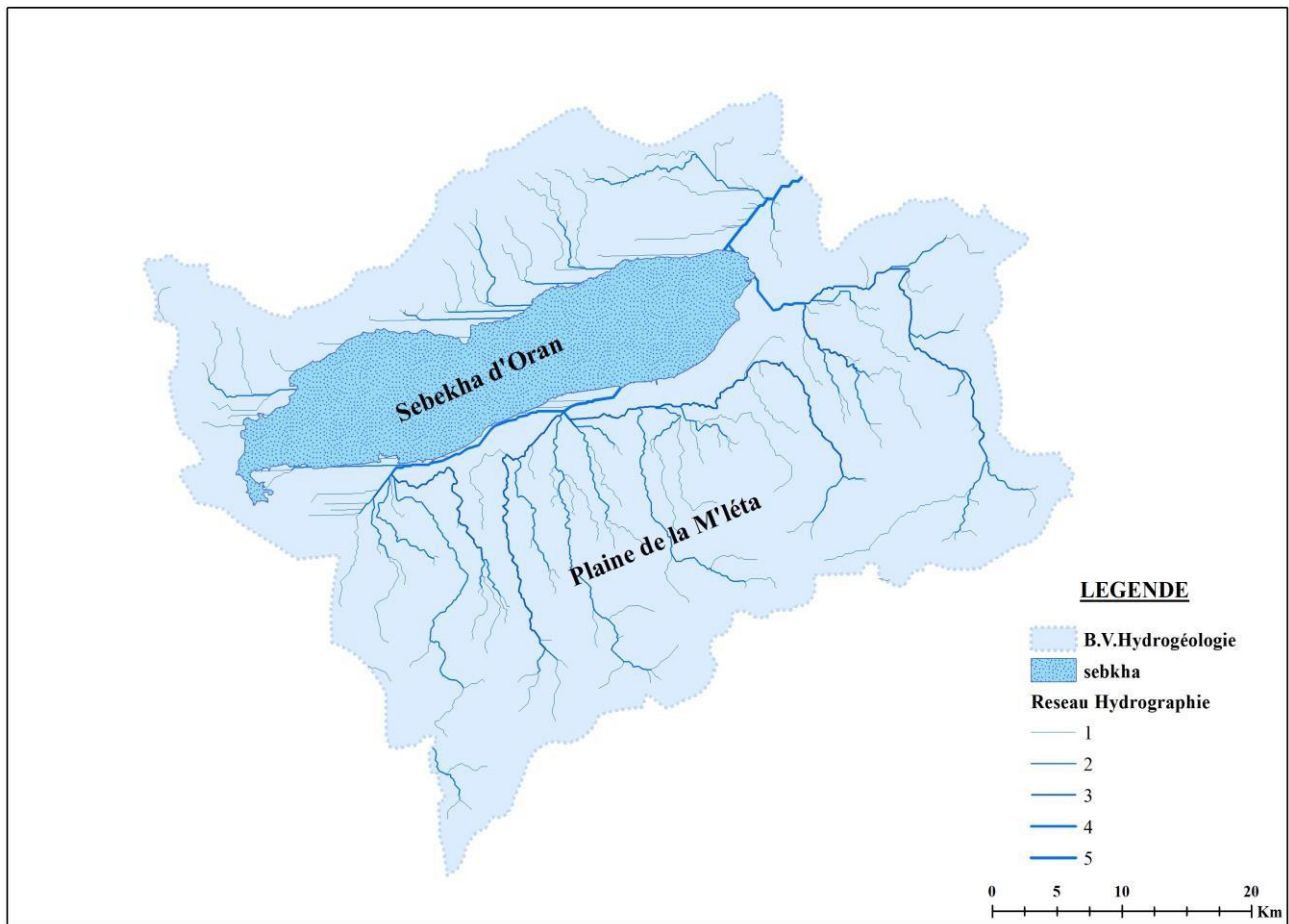 Sebekha d'Oran
Plaine de la M'léta
LEGENDE
B.V.Hydrogéologie
sebkha
Reseau Hydrographie
1
2
3
4
5
0 5 10 20
Km